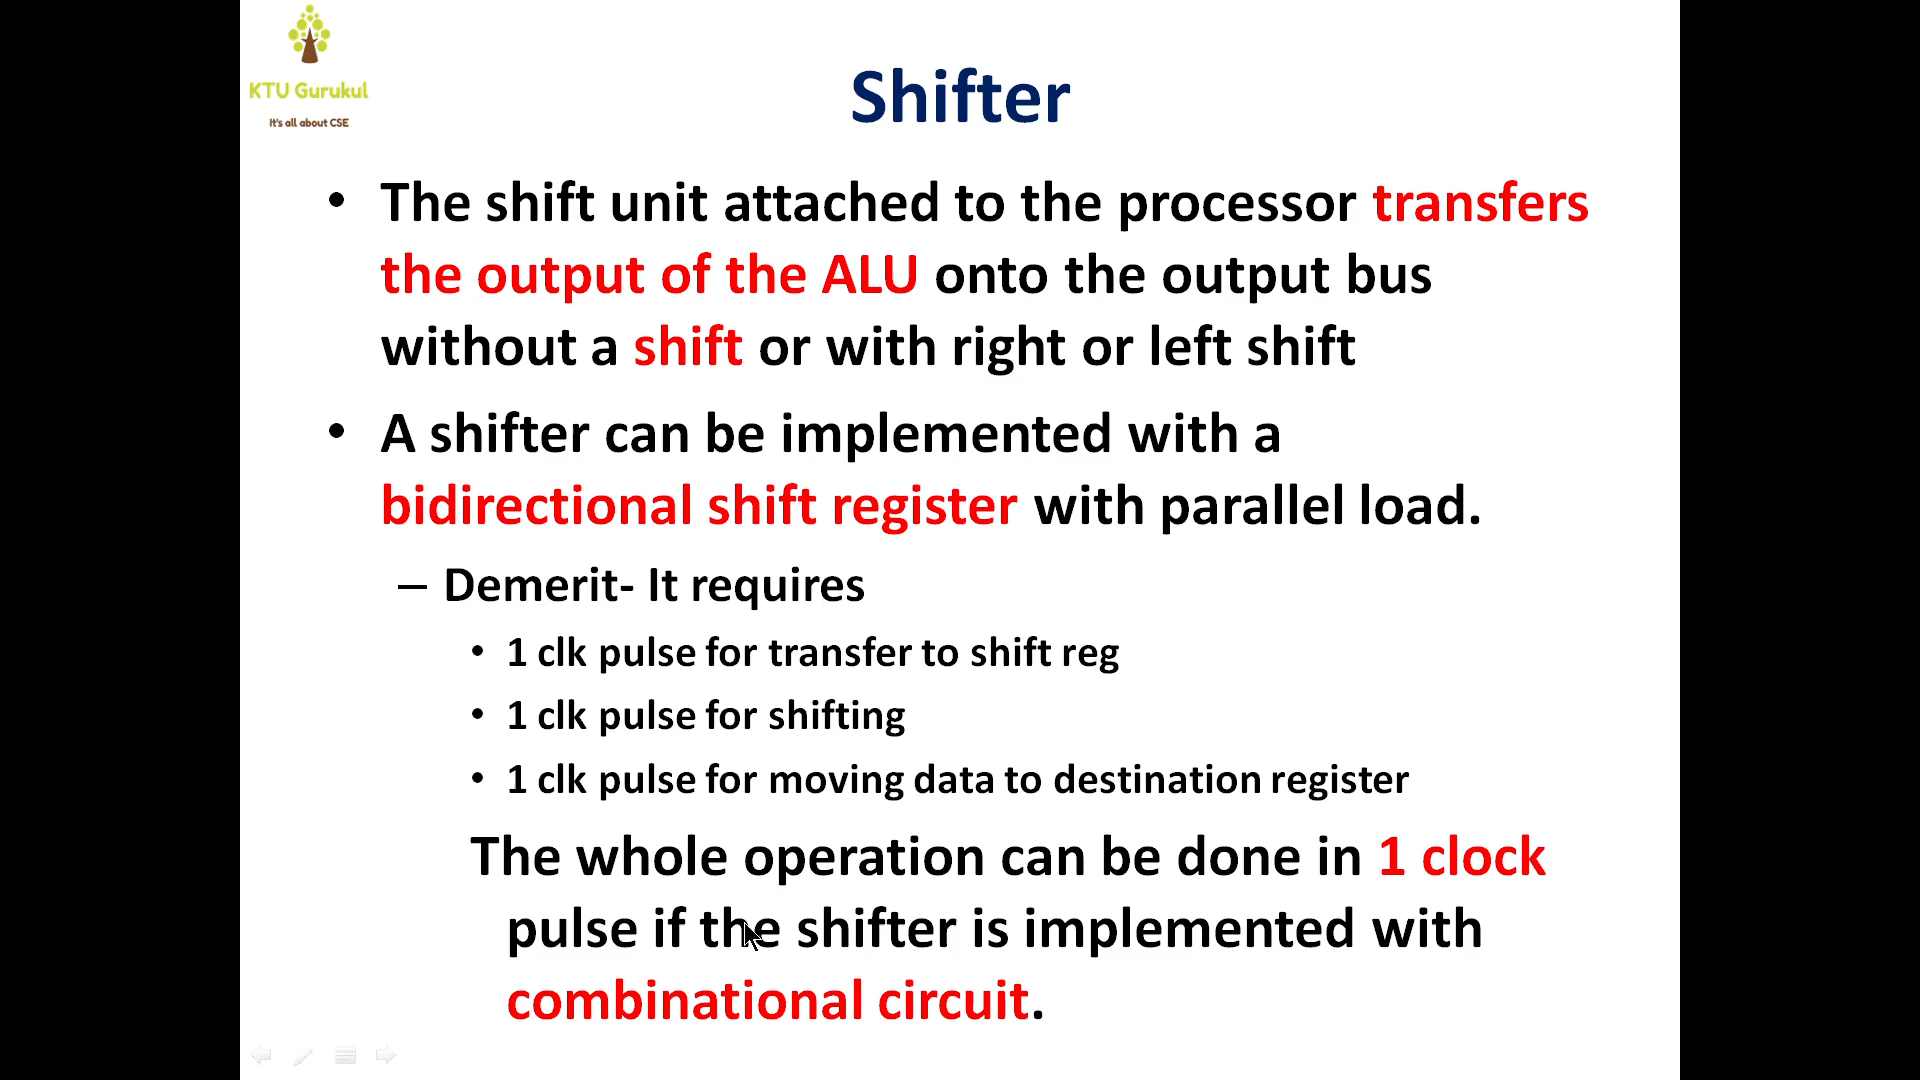 KTU Gurukul
It's all about CSE
Shifter
• The shift unit attached to the processor transfers
the output of the ALU onto the output bus
without a shift or with right or left shift
• A shifter can be implemented with a
bidirectional shift register with parallel load.
– Demerit- It requires
• 1 clk pulse for transfer to shift reg
• 1 clk pulse for shifting
• 1 clk pulse for moving data to destination register
The whole operation can be done in 1 clock
pulse if the shifter is implemented with
combinational circuit.